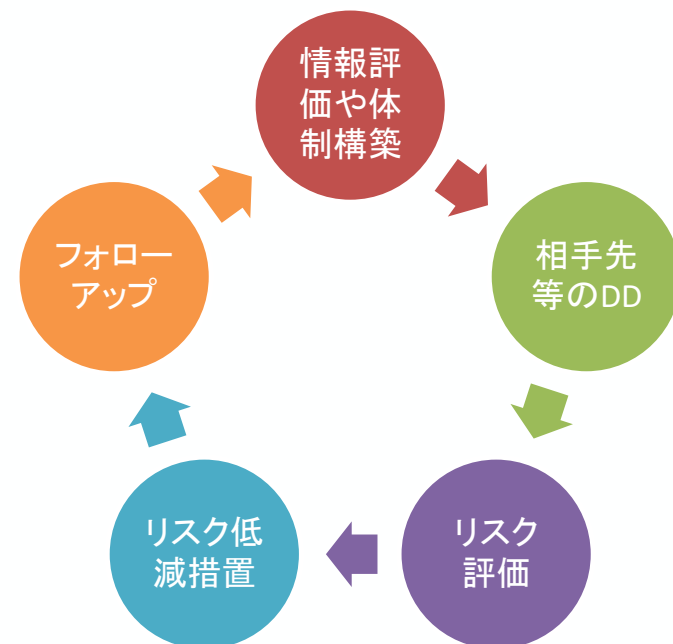 情報評
価や体
制構築
相手先
等のDD
リスク
評価
リスク低
減措置
フォロー
アップ